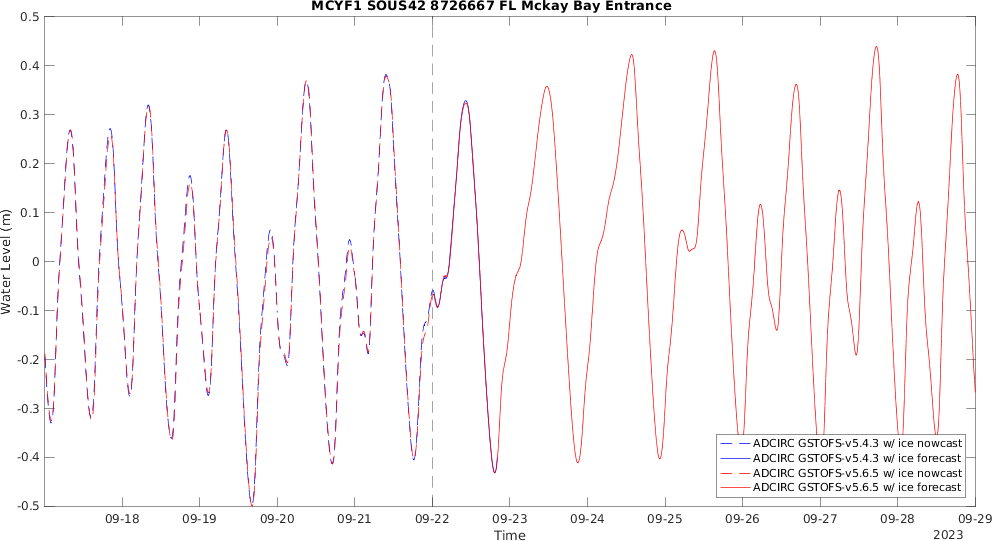 MCYF1 SOUS42 8726667 FL Mckay Bay Entrance
0.5
0.4
0.3
0.2
0.1
0
-0.1
-0.2
-0.3
-0.4
-0.5
Water Level (m)
ADCIRC GSTOFS-v5.4.3 w/ ice nowcast
ADCIRC GSTOFS-v5.4.3 w/ ice forecast
ADCIRC GSTOFS-v5.6.5 w/ ice nowcast
ADCIRC GSTOFS-v5.6.5 w/ ice forecast
09-18 09-19 09-20 09-21 09-22 09-23 09-24 09-25 09-26 09-27 09-28 09-29
Time
2023